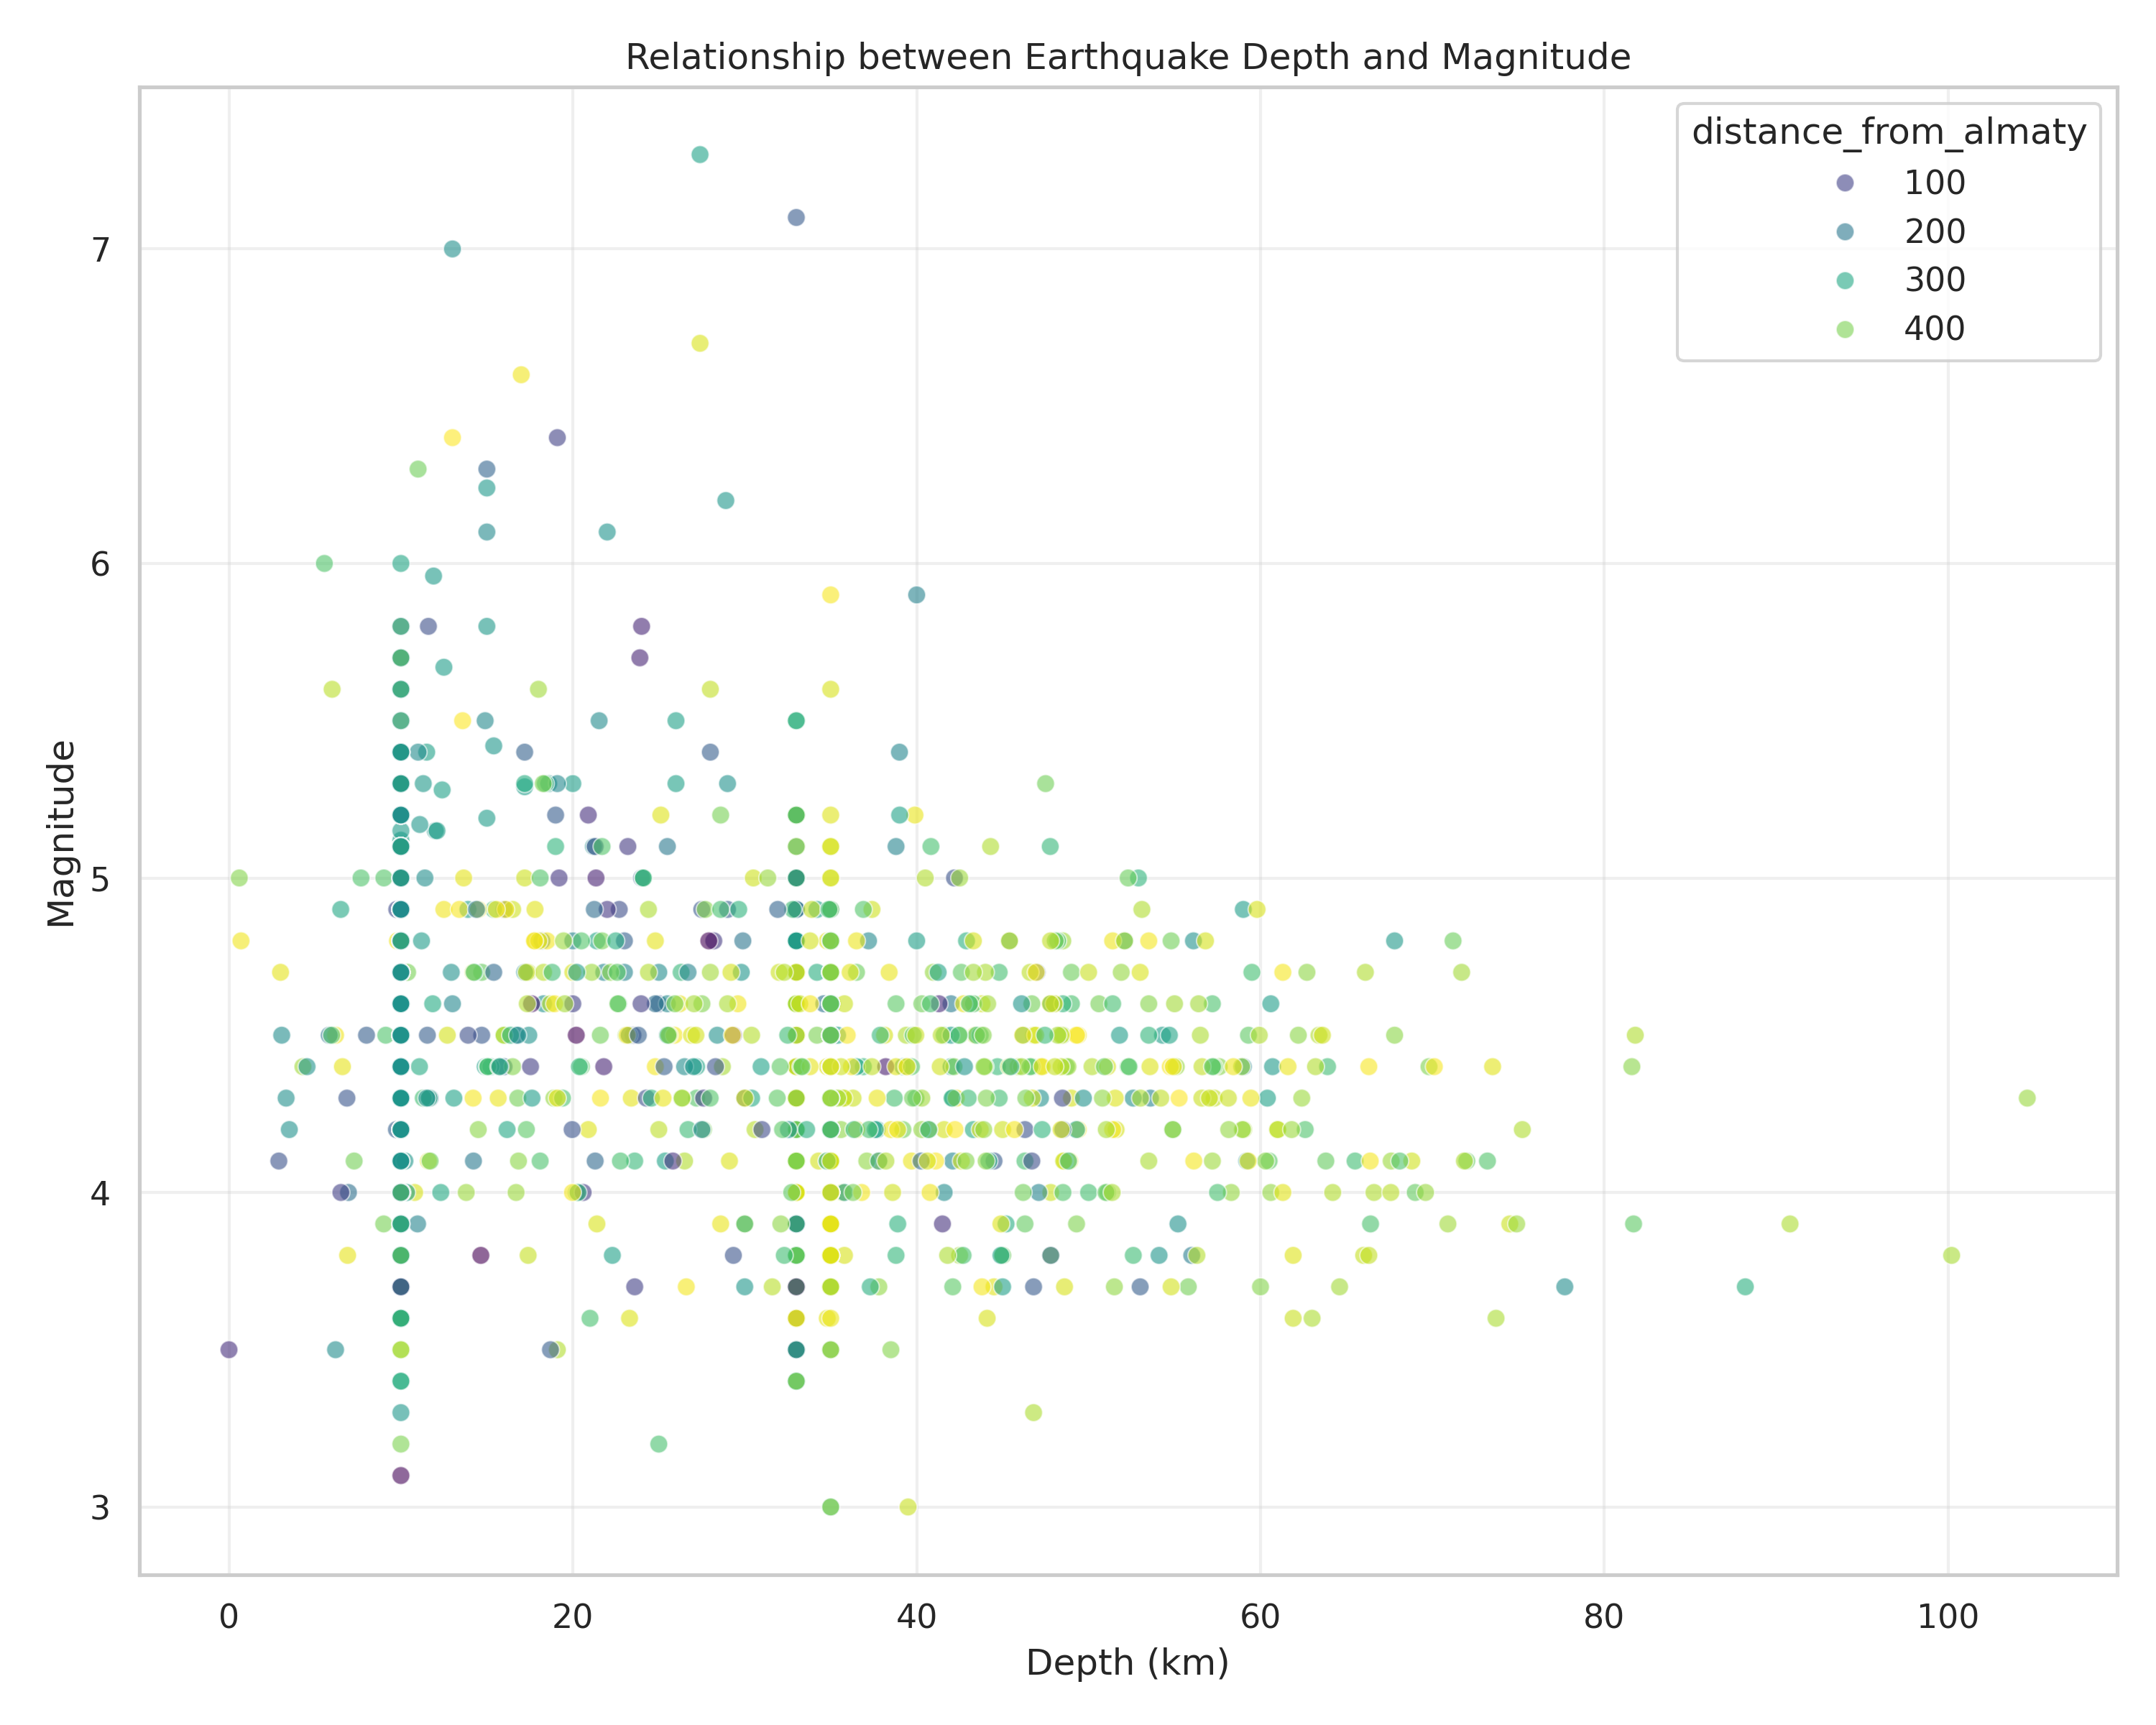 Relationship between Earthquake Depth and Magnitude
distance_from_almaty
100
200
300
400
Magnitude
7
6
5
4
3
0 20 40 60 80 100
Depth (km)